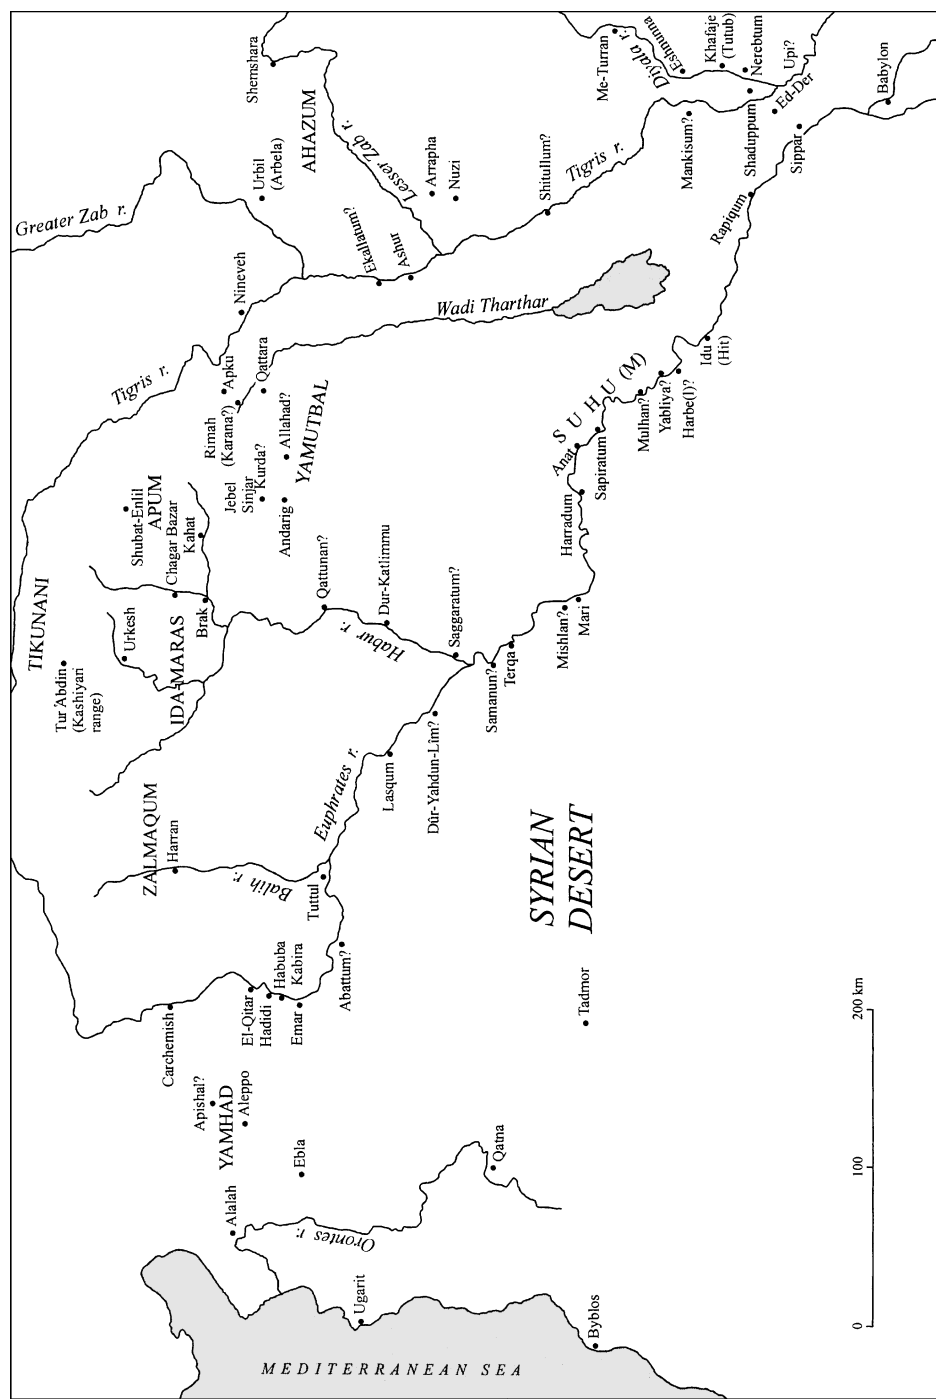 TIKUNANI
Tur ʾAbdin
(Kashiyari
range)
Greater Zab r.
Shemshara
AHAZUM
Urbil
(Arbela)
Lesser Zab r.
Arrapha
Nuzi
Nineveh
Tigris r.
Ekallatum?
Ashur
Apku
Qattara
Rimah
(Karana?)
Wadi Tharthar
Jebel
Sinjar
Kurda?
Allahad?
YAMUTBAL
Andarig
Shubat-Enlil
APUM
Chagar Bazar
Kahat
Urkesh
IDA-MARAS
Brak
Qattunan?
Dur-Katlimmu
Habur r.
Saggaratum?
ZALMAQUM
Harran
Balih r.
Tuttul
Euphrates r.
Lasqum
Dûr-Yahdun-Lîm?
Samanun?
Terqa
Mishlan?
Mari
Harradum
Anat
Sapiratum
SUHU(M)
Mulhan?
Yabliya?
Harbe(l)?
Idu
(Hit)
Rapiqum
Shitullum?
Tigris r.
Mankisum?
Me-Turran
Diyala r.
Eshnunna
Khafaje
(Tutub)
Nerebtum
Upi?
Shaduppum
Ed-Der
Sippar
Babylon
Carchemish
El-Qitar
Hadidi
Habuba
Kabira
Emar
Abattum?
Apishal?
YAMHAD
Aleppo
Ebla
Alalah
Orontes r.
Qatna
Tadmor
SYRIAN
DESERT
Ugarit
Byblos
MEDITERRANEAN SEA
0
100
200 km